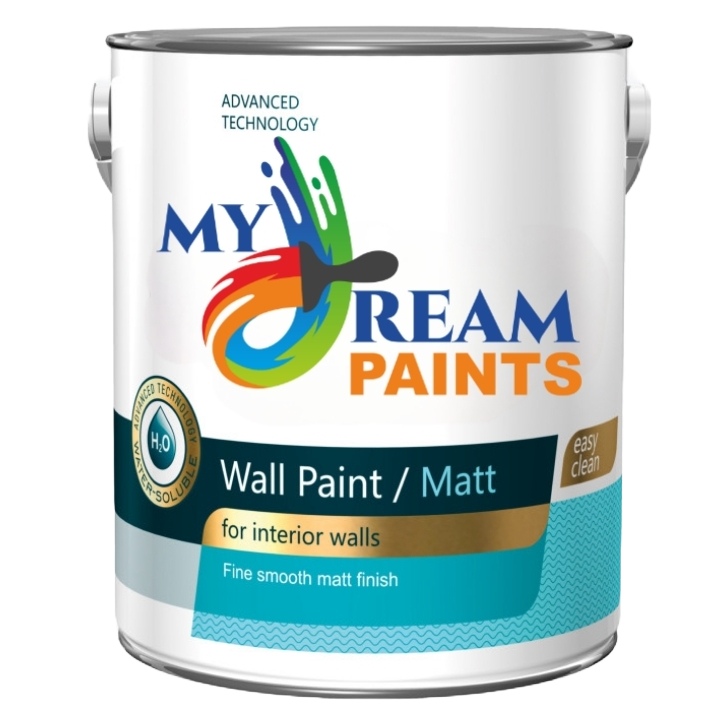 ADVANCED
TECHNOLOGY
MY
DREAM
PAINTS
ADVANCED TECHNOLOGY
H₂O
WATER-SOLUBLE
easy
clean
Wall Paint / Matt
for interior walls
Fine smooth matt finish